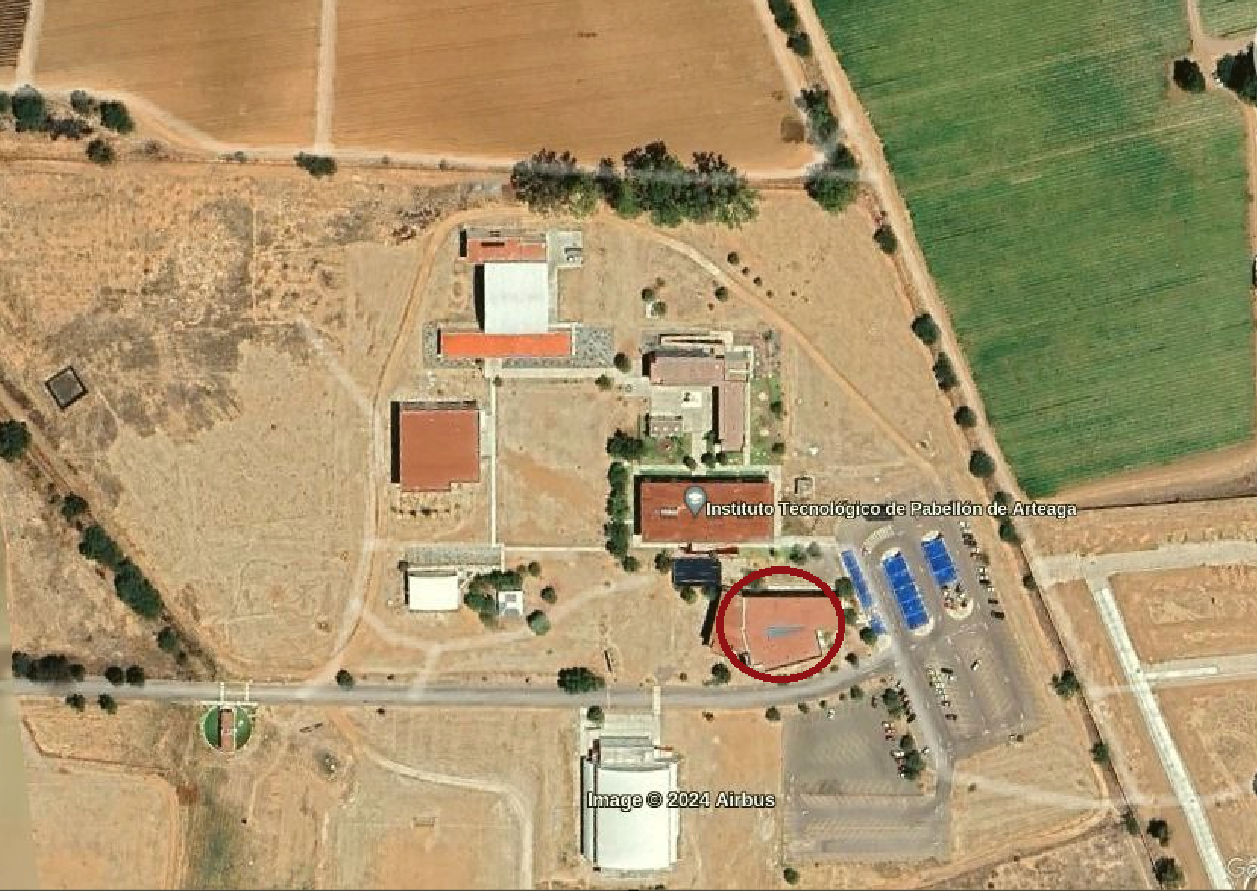 Instituto Tecnológico de Pabellón de Arteaga
Image © 2024 Airbus